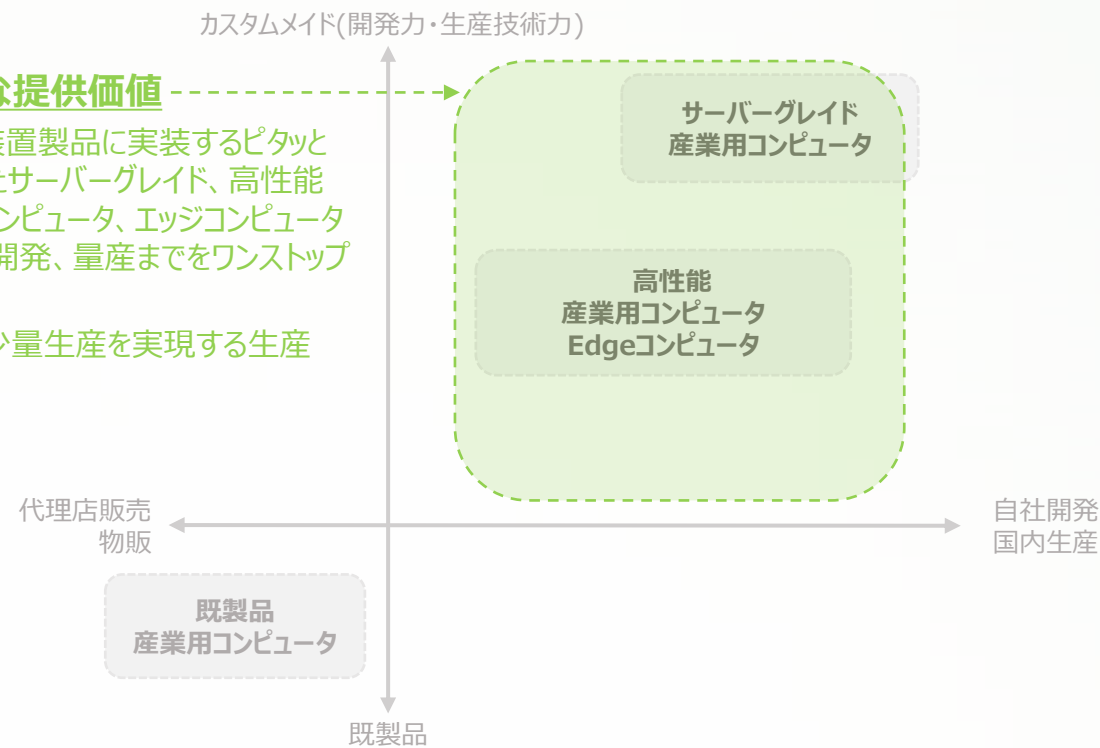 カスタムメイド(開発力・生産技術力)
な提供価値
装置製品に実装するピタッと
たサーバーグレイド、高性能
コンピュータ、エッジコンピュータ
開発、量産までをワンストップ
少量生産を実現する生産
サーバーグレイド
産業用コンピュータ
高性能
産業用コンピュータ
Edgeコンピュータ
代理店販売
物販
自社開発
国内生産
既製品
産業用コンピュータ
既製品